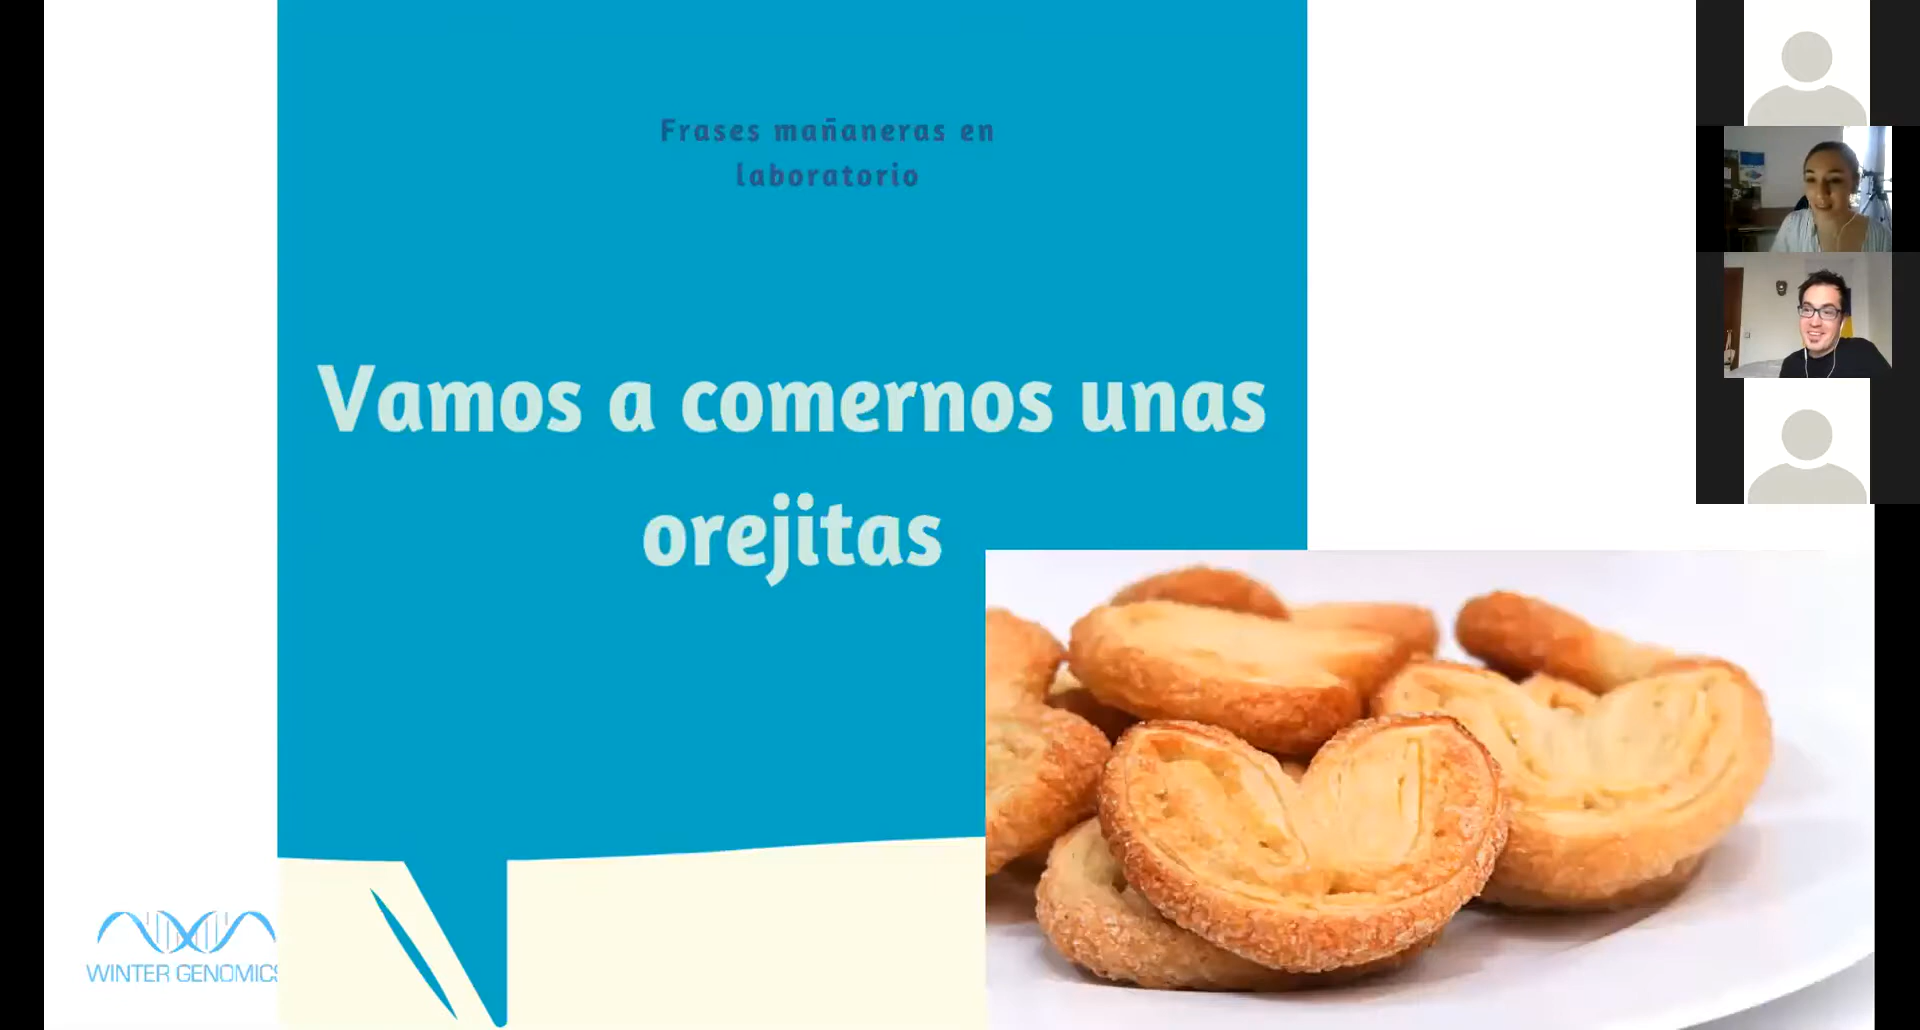 Frases mañaneras en
laboratorio
Vamos a comernos unas
orejitas
WINTER GENOMICS